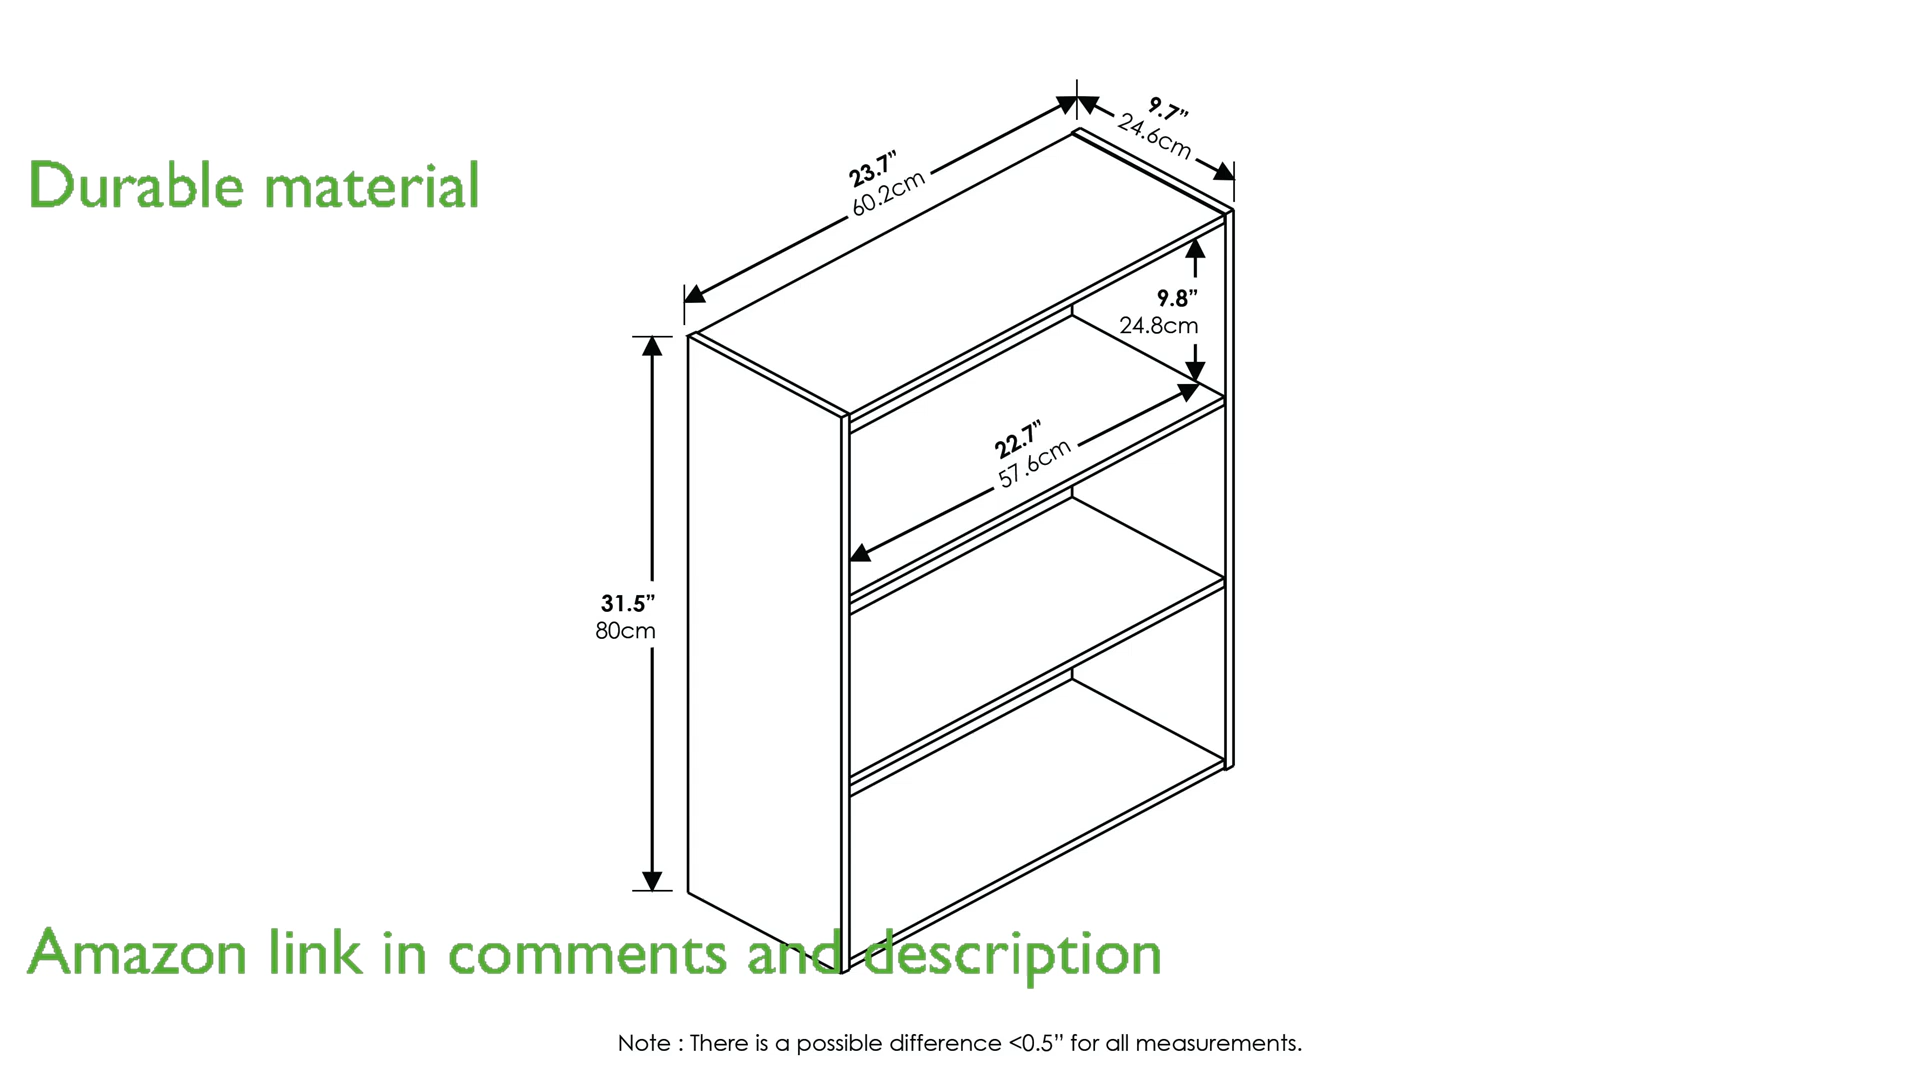 9.7”
24.6cm
23.7”
60.2cm
Durable material
9.8”
24.8cm
22.7”
57.6cm
31.5”
80cm
Amazon link in comments and description
Note : There is a possible difference <0.5” for all measurements.